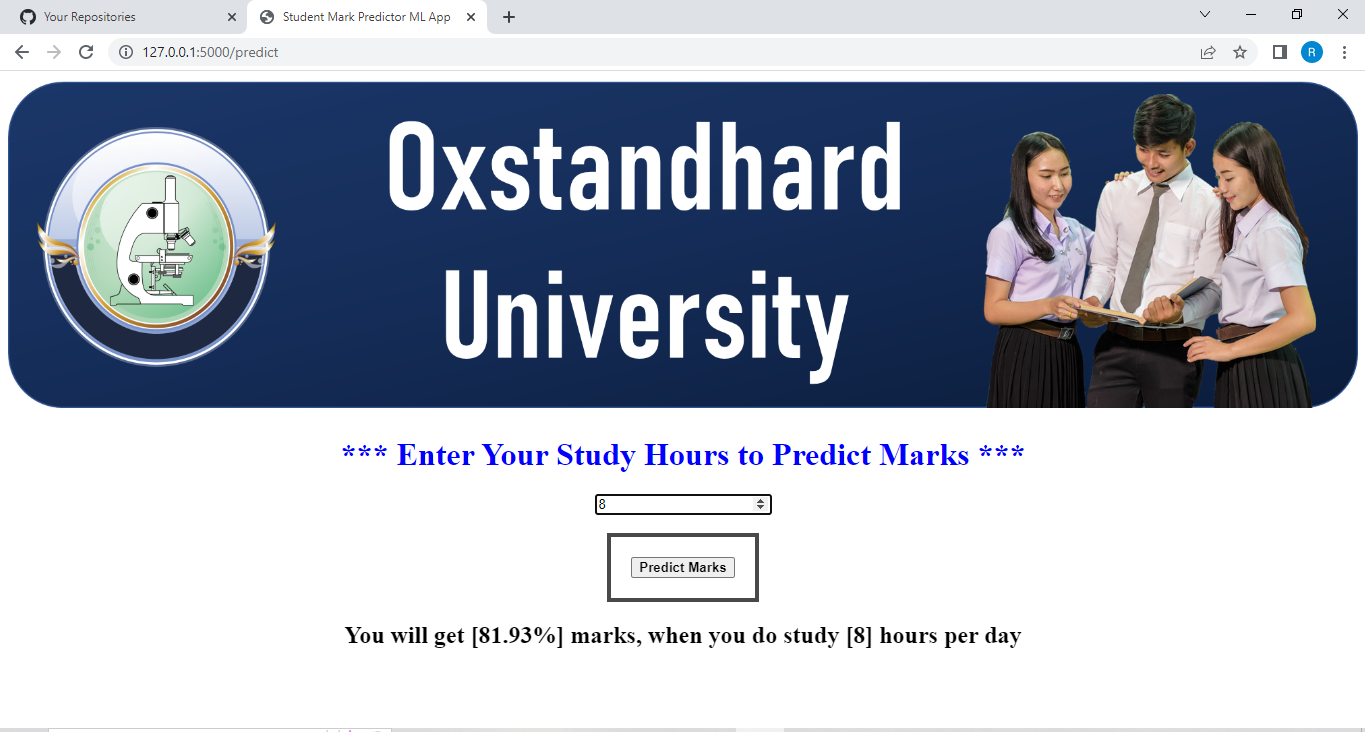 Your Repositories
Student Mark Predictor ML App
127.0.0.1:5000/predict
R
Oxstandhard
University
*** Enter Your Study Hours to Predict Marks ***
8
Predict Marks
You will get [81.93%] marks, when you do study [8] hours per day